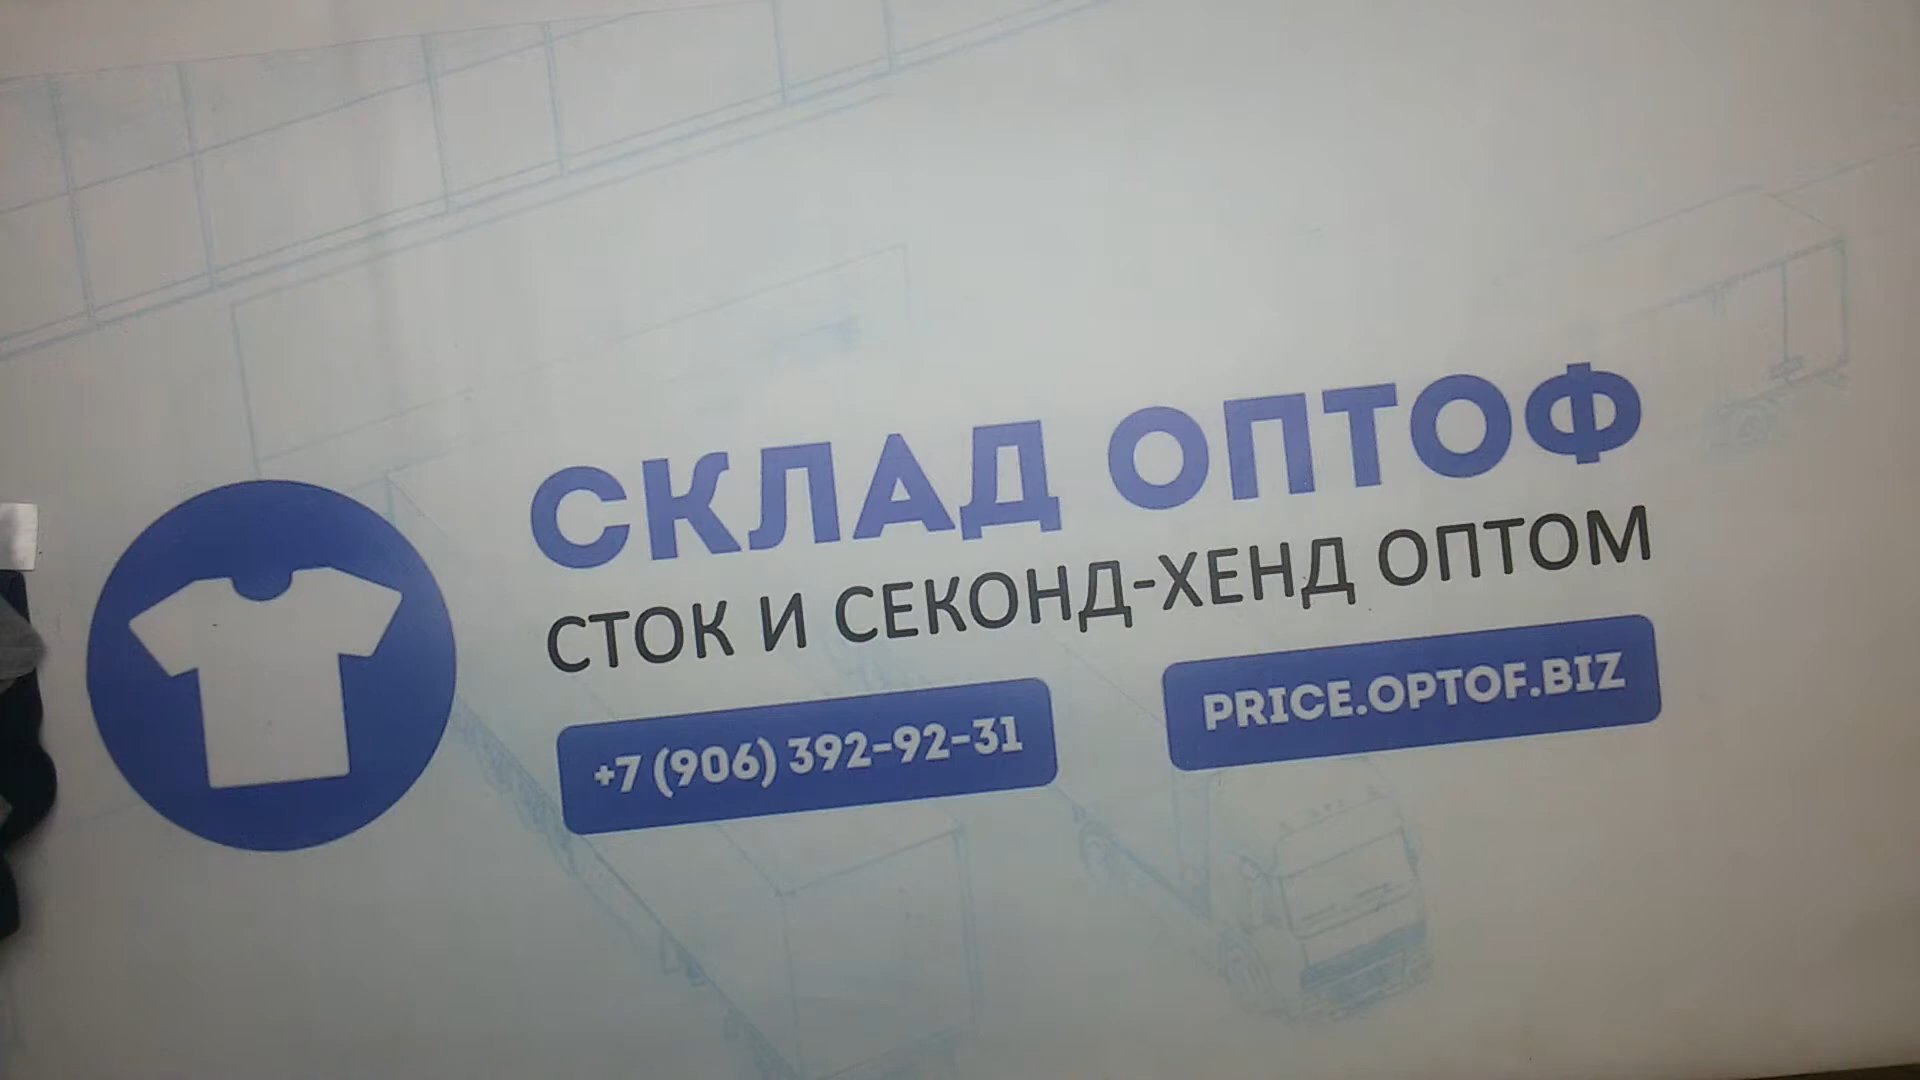 СКЛАД ОПТОФ
СТОК И СЕКОНД-ХЕНД ОПТОМ
+7 (906) 392-92-31
PRICE.OPTOF.BIZ